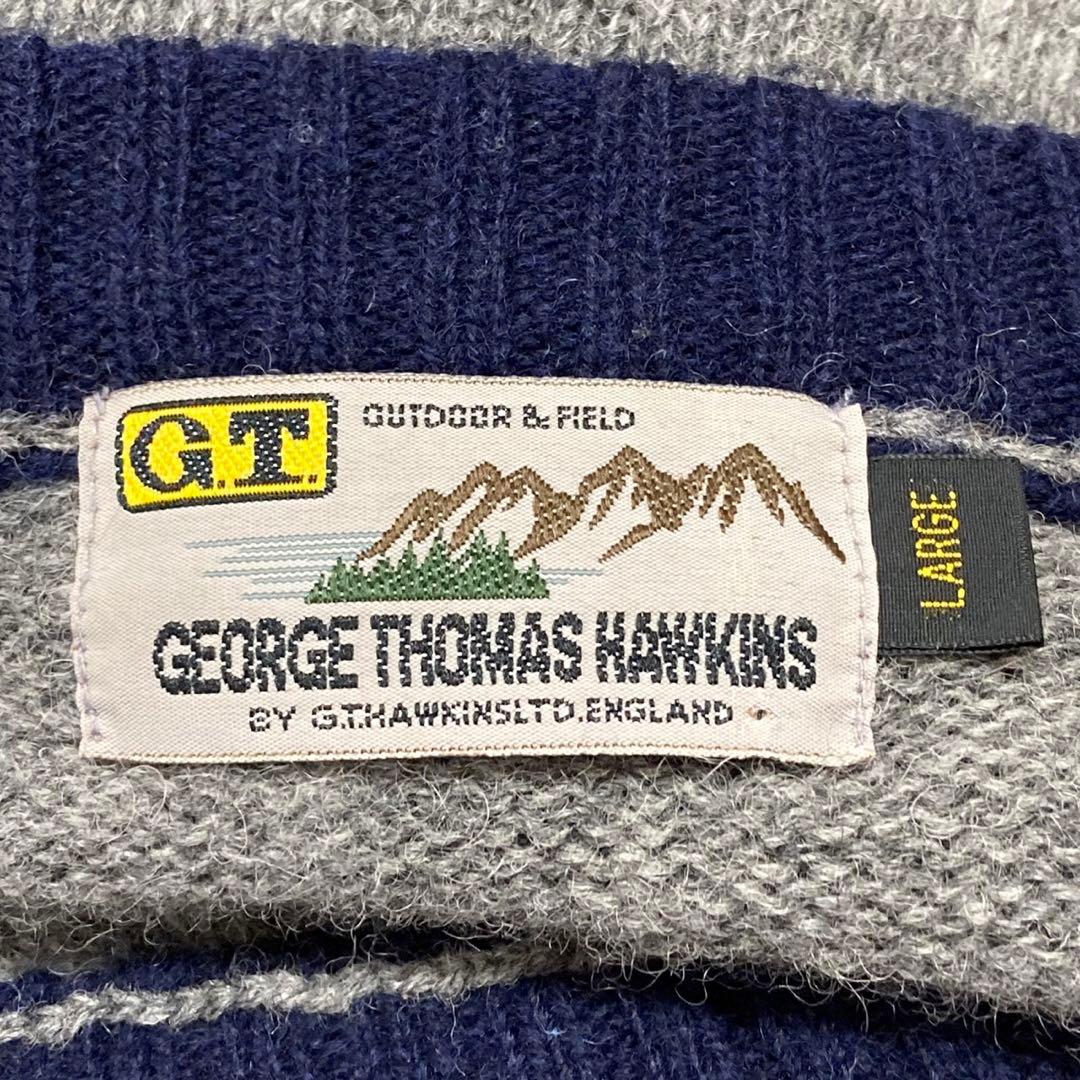 G.T.
OUTDOOR & FIELD
GEORGE THOMAS HAWKINS
BY G.T.HAWKINSLTD.ENGLAND
LARGE